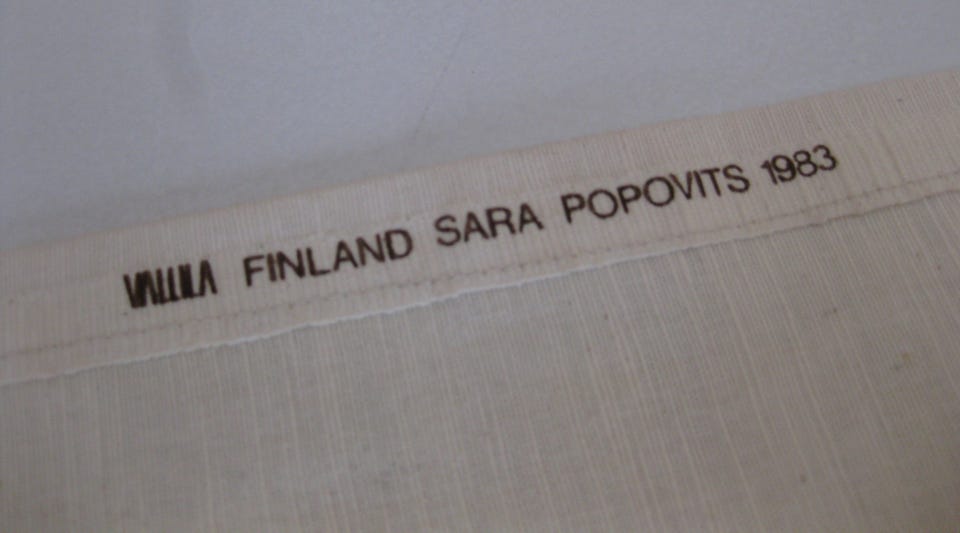 VALLILA FINLAND SARA POPOVITS 1983